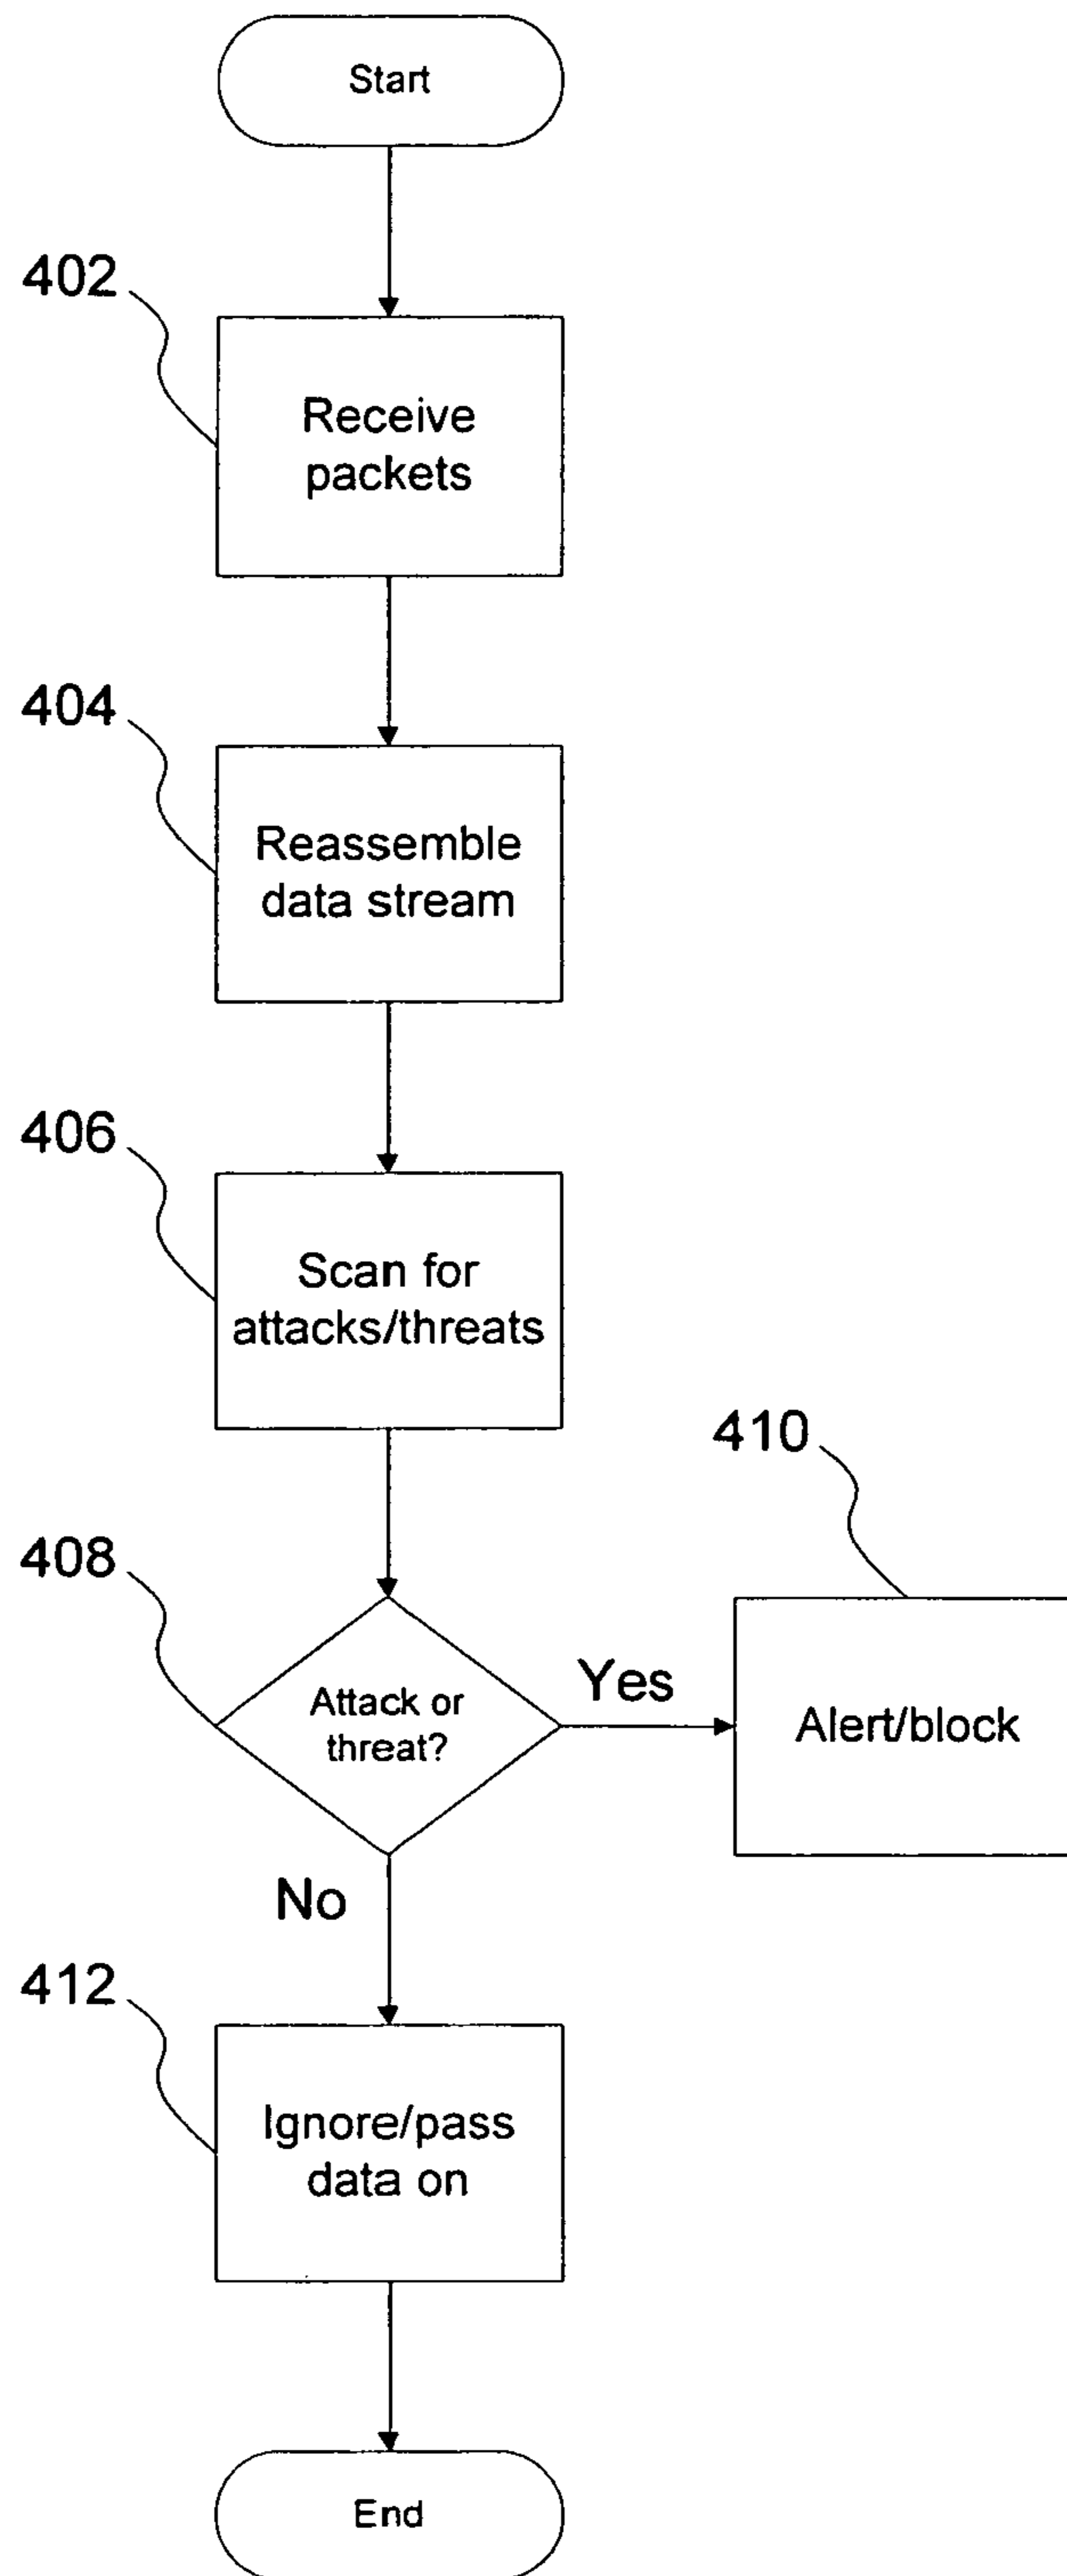 Start
402
Receive
packets
404
Reassemble
data stream
406
Scan for
attacks/threats
410
408
Attack or
threat?
Yes
Alert/block
No
412
Ignore/pass
data on
End